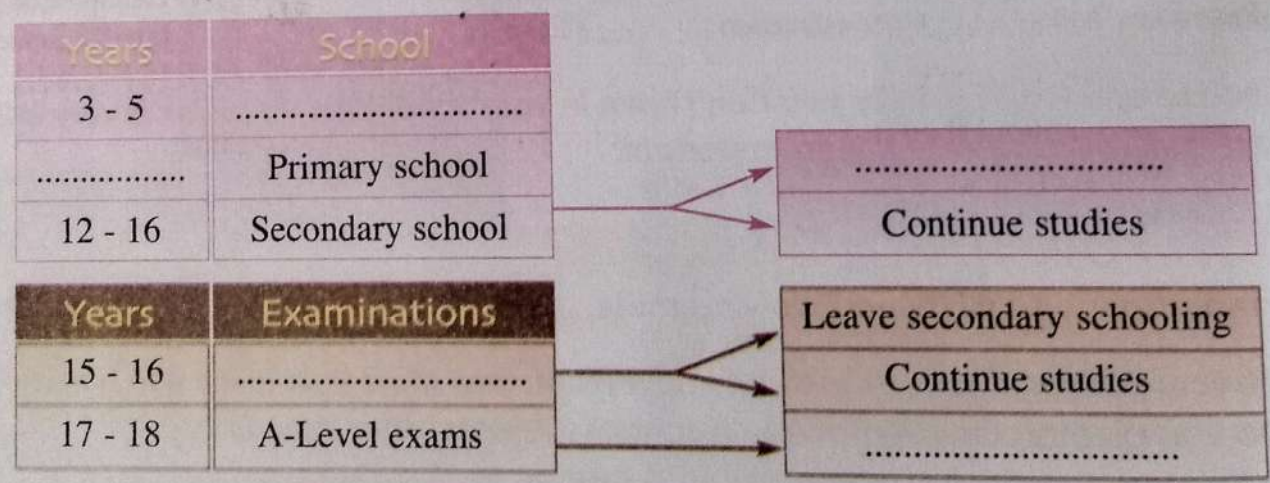 Years School
3 - 5 ................................
................. Primary school
12 - 16 Secondary school
..................................
Continue studies
Years Examinations
15 - 16 ................................
17 - 18 A-Level exams
Leave secondary schooling
Continue studies
..................................